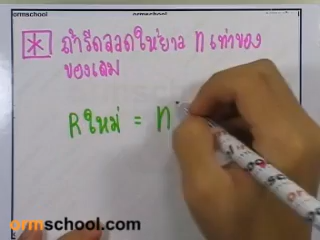 ormschool
ormschool
ormschool
* ถ้ารีดลวดให้ยาว n เท่าของ
ของเดิม
R ใหม่ = n
ormschool.com